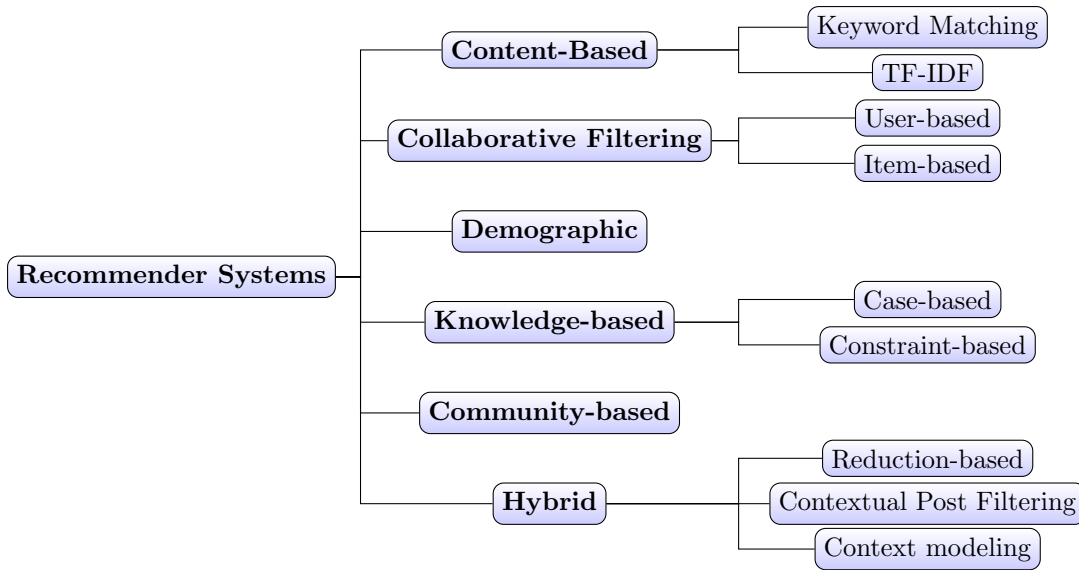 Recommender Systems
Content-Based
Keyword Matching
TF-IDF
Collaborative Filtering
User-based
Item-based
Demographic
Knowledge-based
Case-based
Constraint-based
Community-based
Hybrid
Reduction-based
Contextual Post Filtering
Context modeling